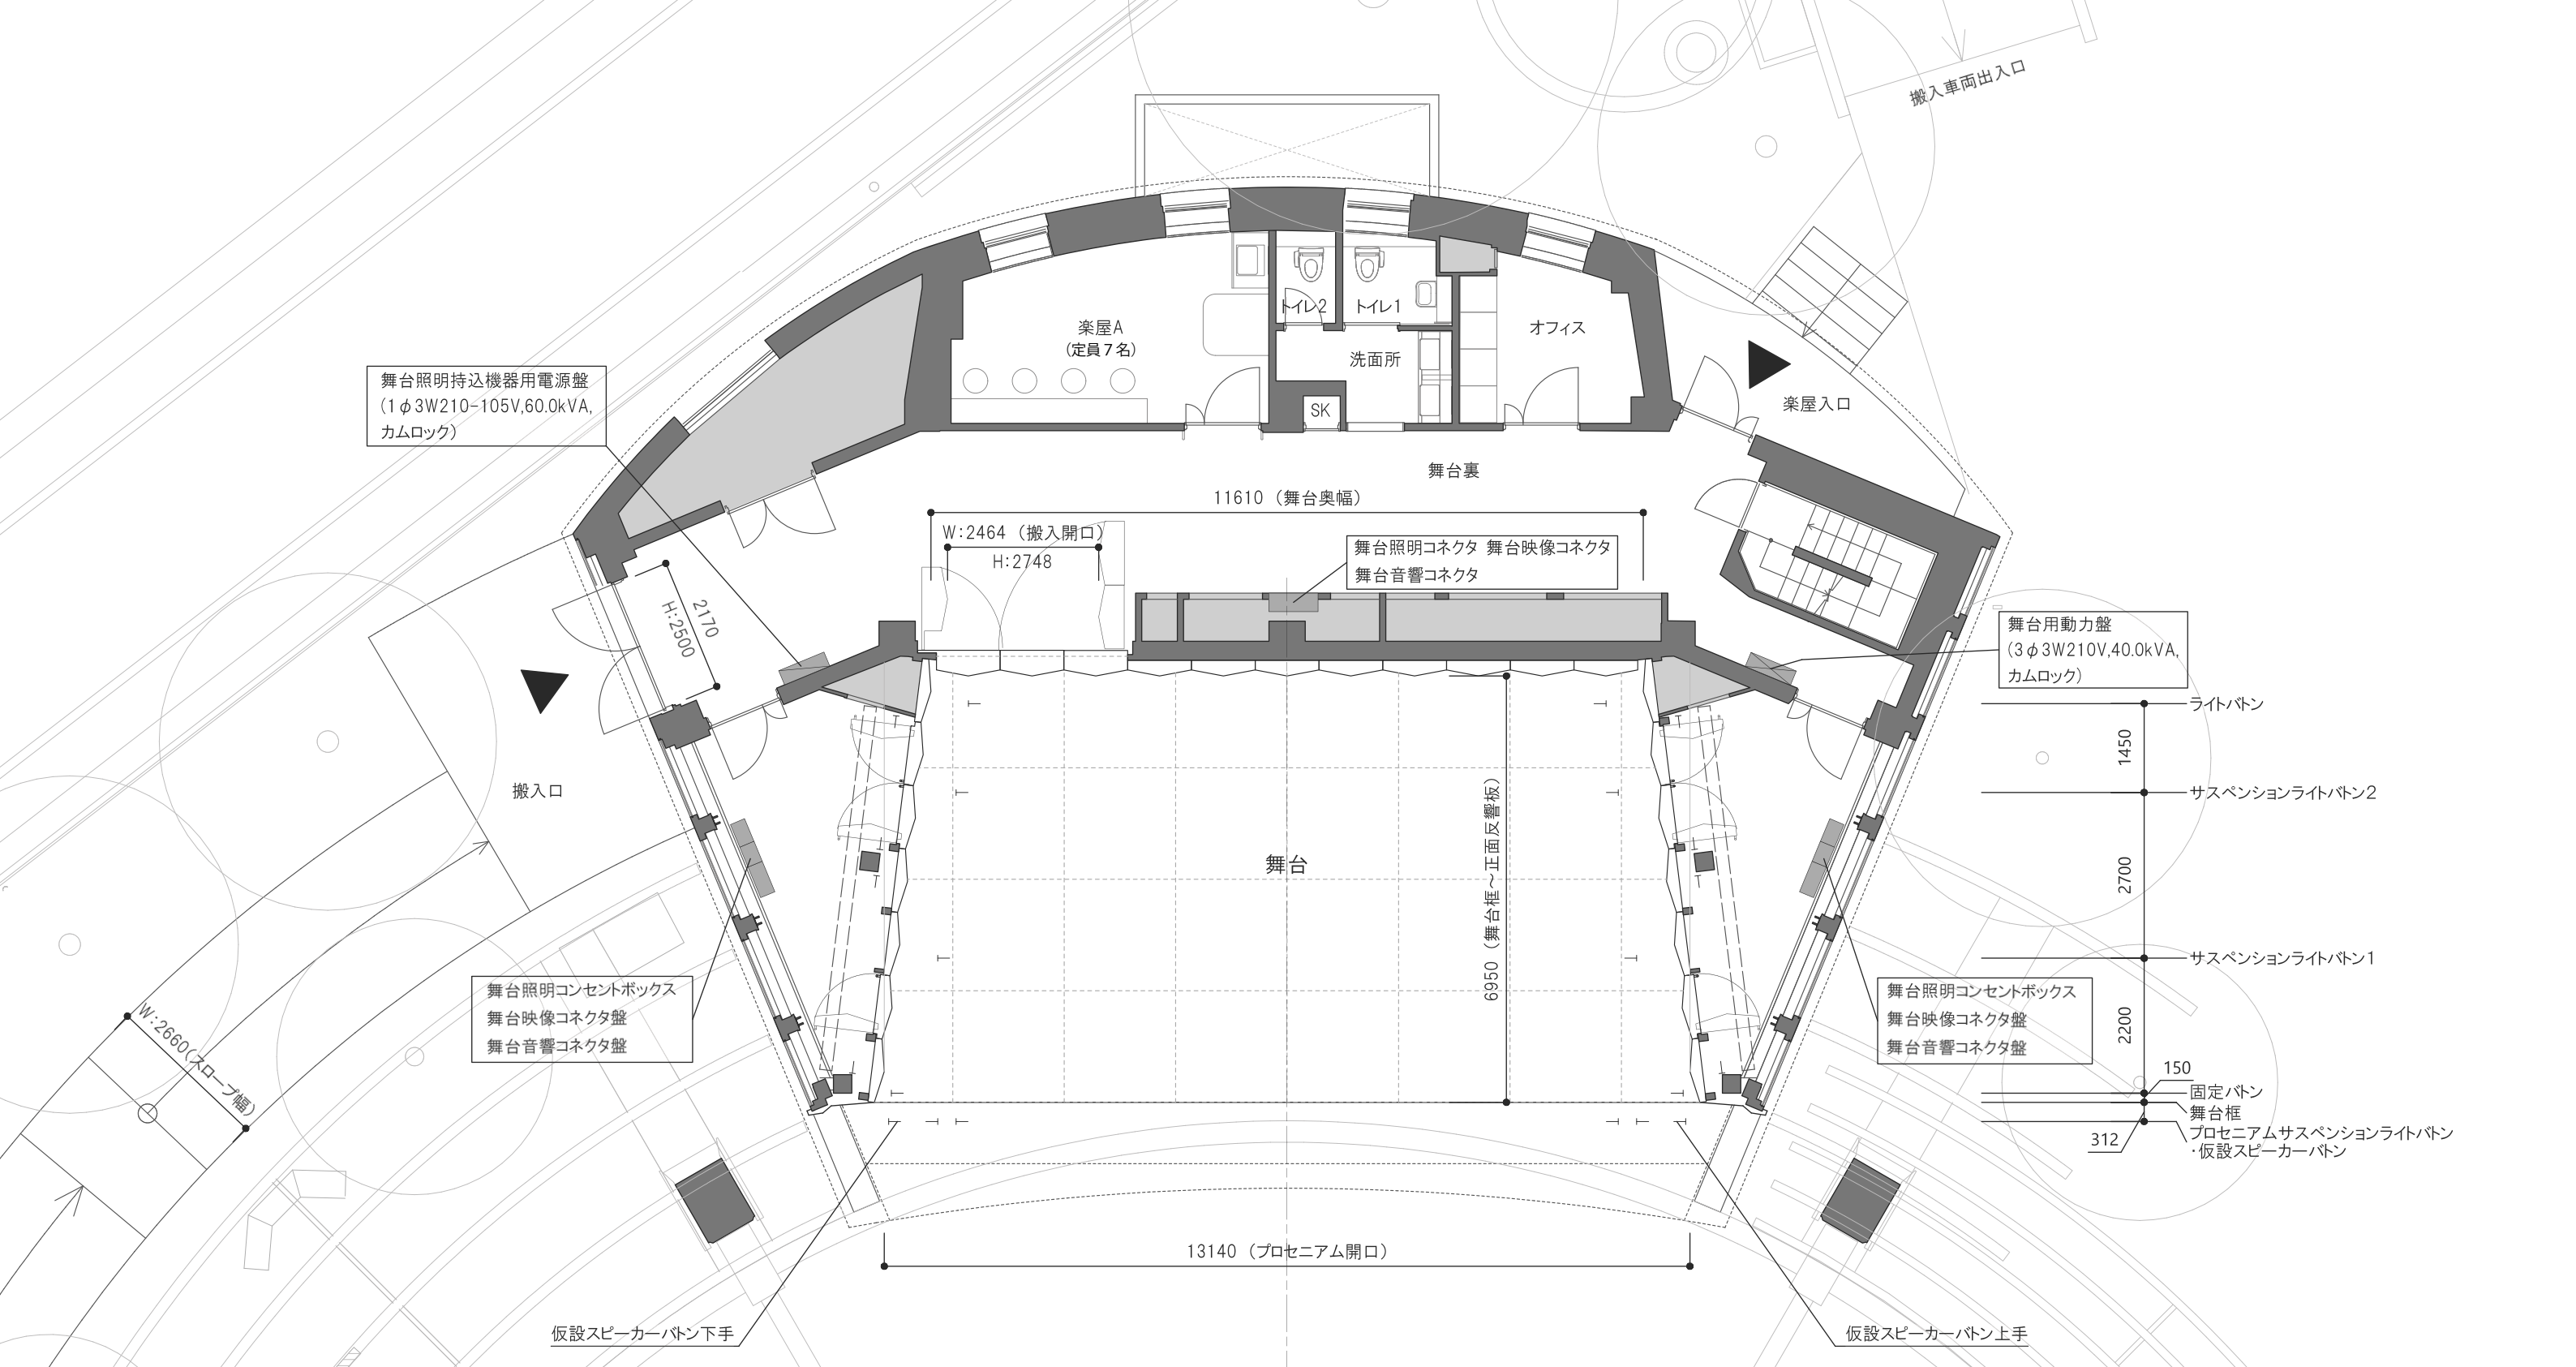 搬入車両出入口
トイレ2
トイレ1
楽屋A
(定員7名)
オフィス
洗面所
SK
楽屋入口
舞台照明持込機器用電源盤
(1φ3W210-105V,60.0kVA,
カムロック)
舞台裏
11610 (舞台奥幅)
W:2464 (搬入開口)
H:2748
舞台照明コネクタ 舞台映像コネクタ
舞台音響コネクタ
2170
H:2500
舞台用動力盤
(3φ3W210V,40.0kVA,
カムロック)
ライトバトン
1450
搬入口
サスペンションライトバトン2
舞台
6950 (舞台框～正面反響板)
2700
サスペンションライトバトン1
舞台照明コンセントボックス
舞台映像コネクタ盤
舞台音響コネクタ盤
舞台照明コンセントボックス
舞台映像コネクタ盤
舞台音響コネクタ盤
2200
W:2660(スロープ幅)
150
固定バトン
舞台框
312
プロセニアムサスペンションライトバトン
・仮設スピーカーバトン
13140 (プロセニアム開口)
仮設スピーカーバトン下手
仮設スピーカーバトン上手